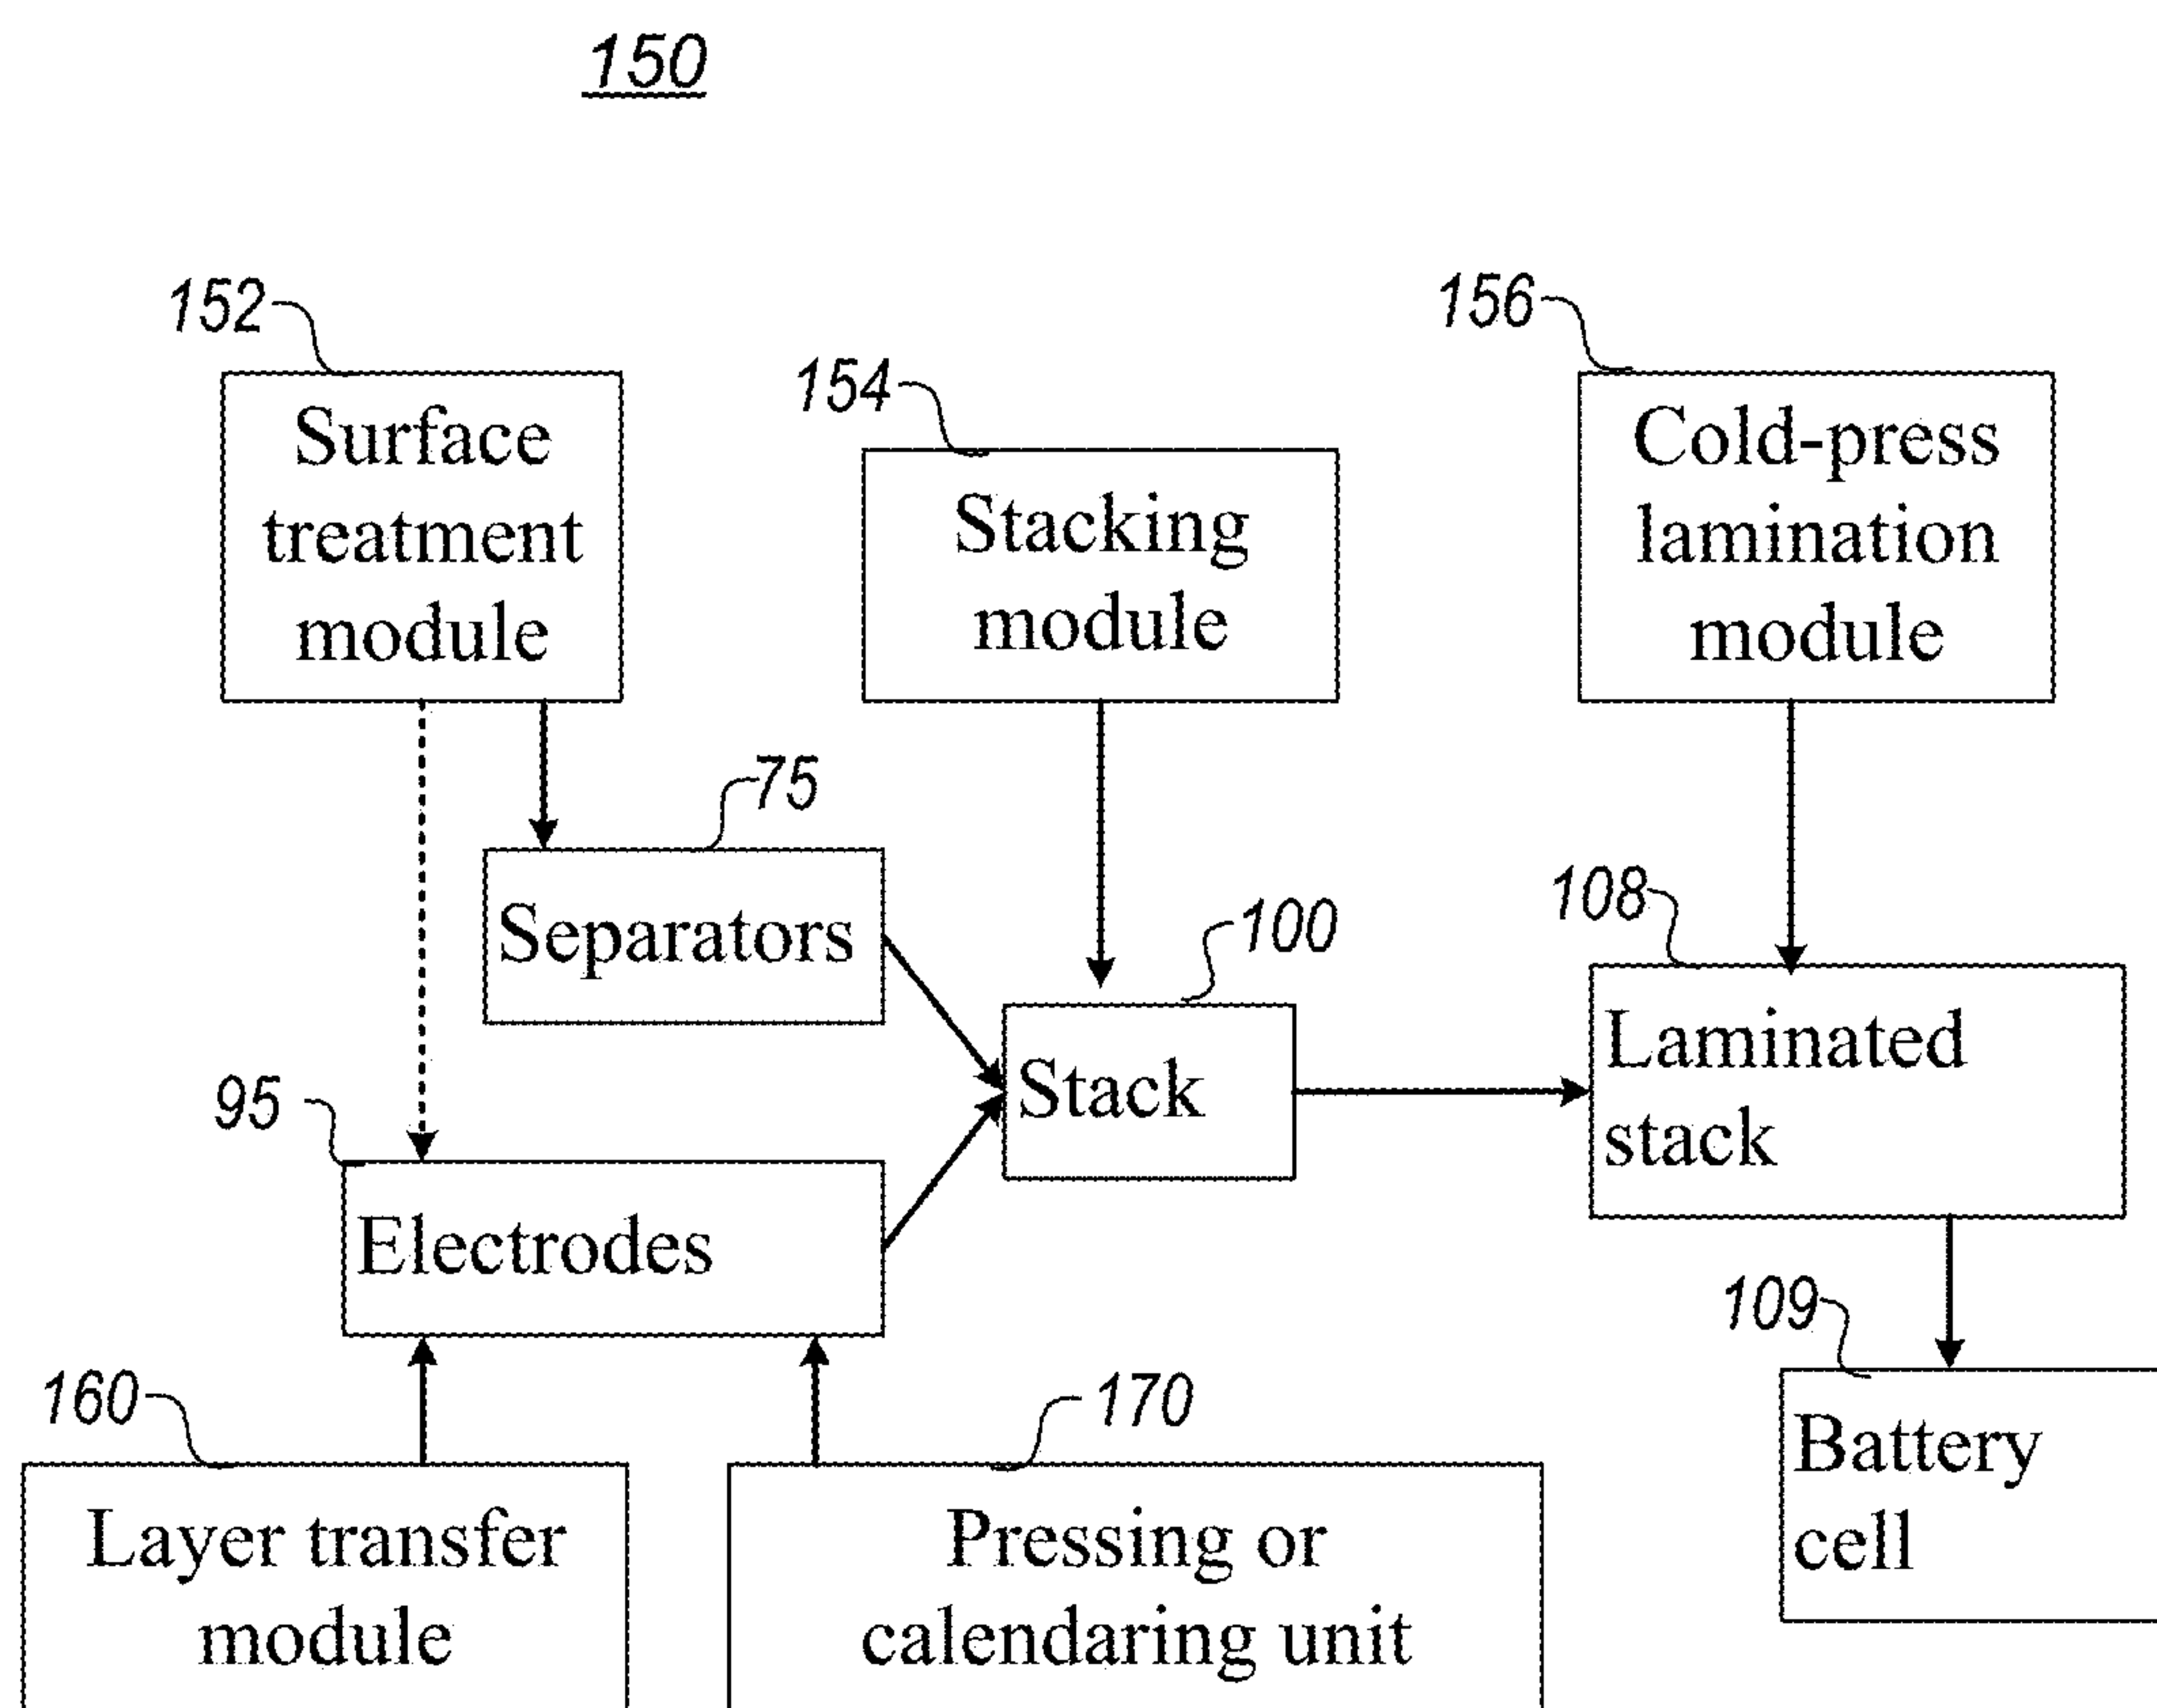 150
152
Surface
treatment
module
154
Stacking
module
156
Cold-press
lamination
module
75
Separators
100
Stack
108
Laminated
stack
95
Electrodes
109
Battery
cell
160
Layer transfer
module
170
Pressing or
calendaring unit